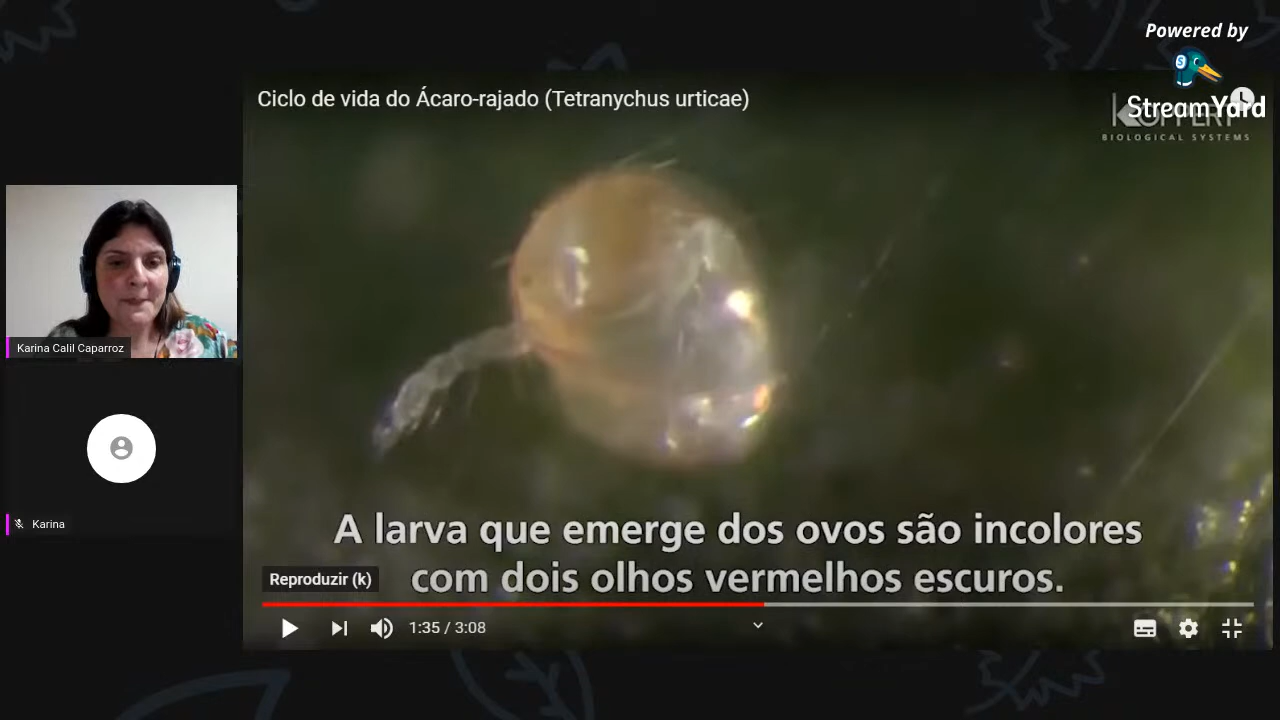 Powered by
StreamYard
Ciclo de vida do Ácaro-rajado (Tetranychus urticae)
KOPPERT
BIOLOGICAL SYSTEMS
Karina Calil Caparroz
Karina
A larva que emerge dos ovos são incolores
com dois olhos vermelhos escuros.
Reproduzir (k)
1:35 / 3:08